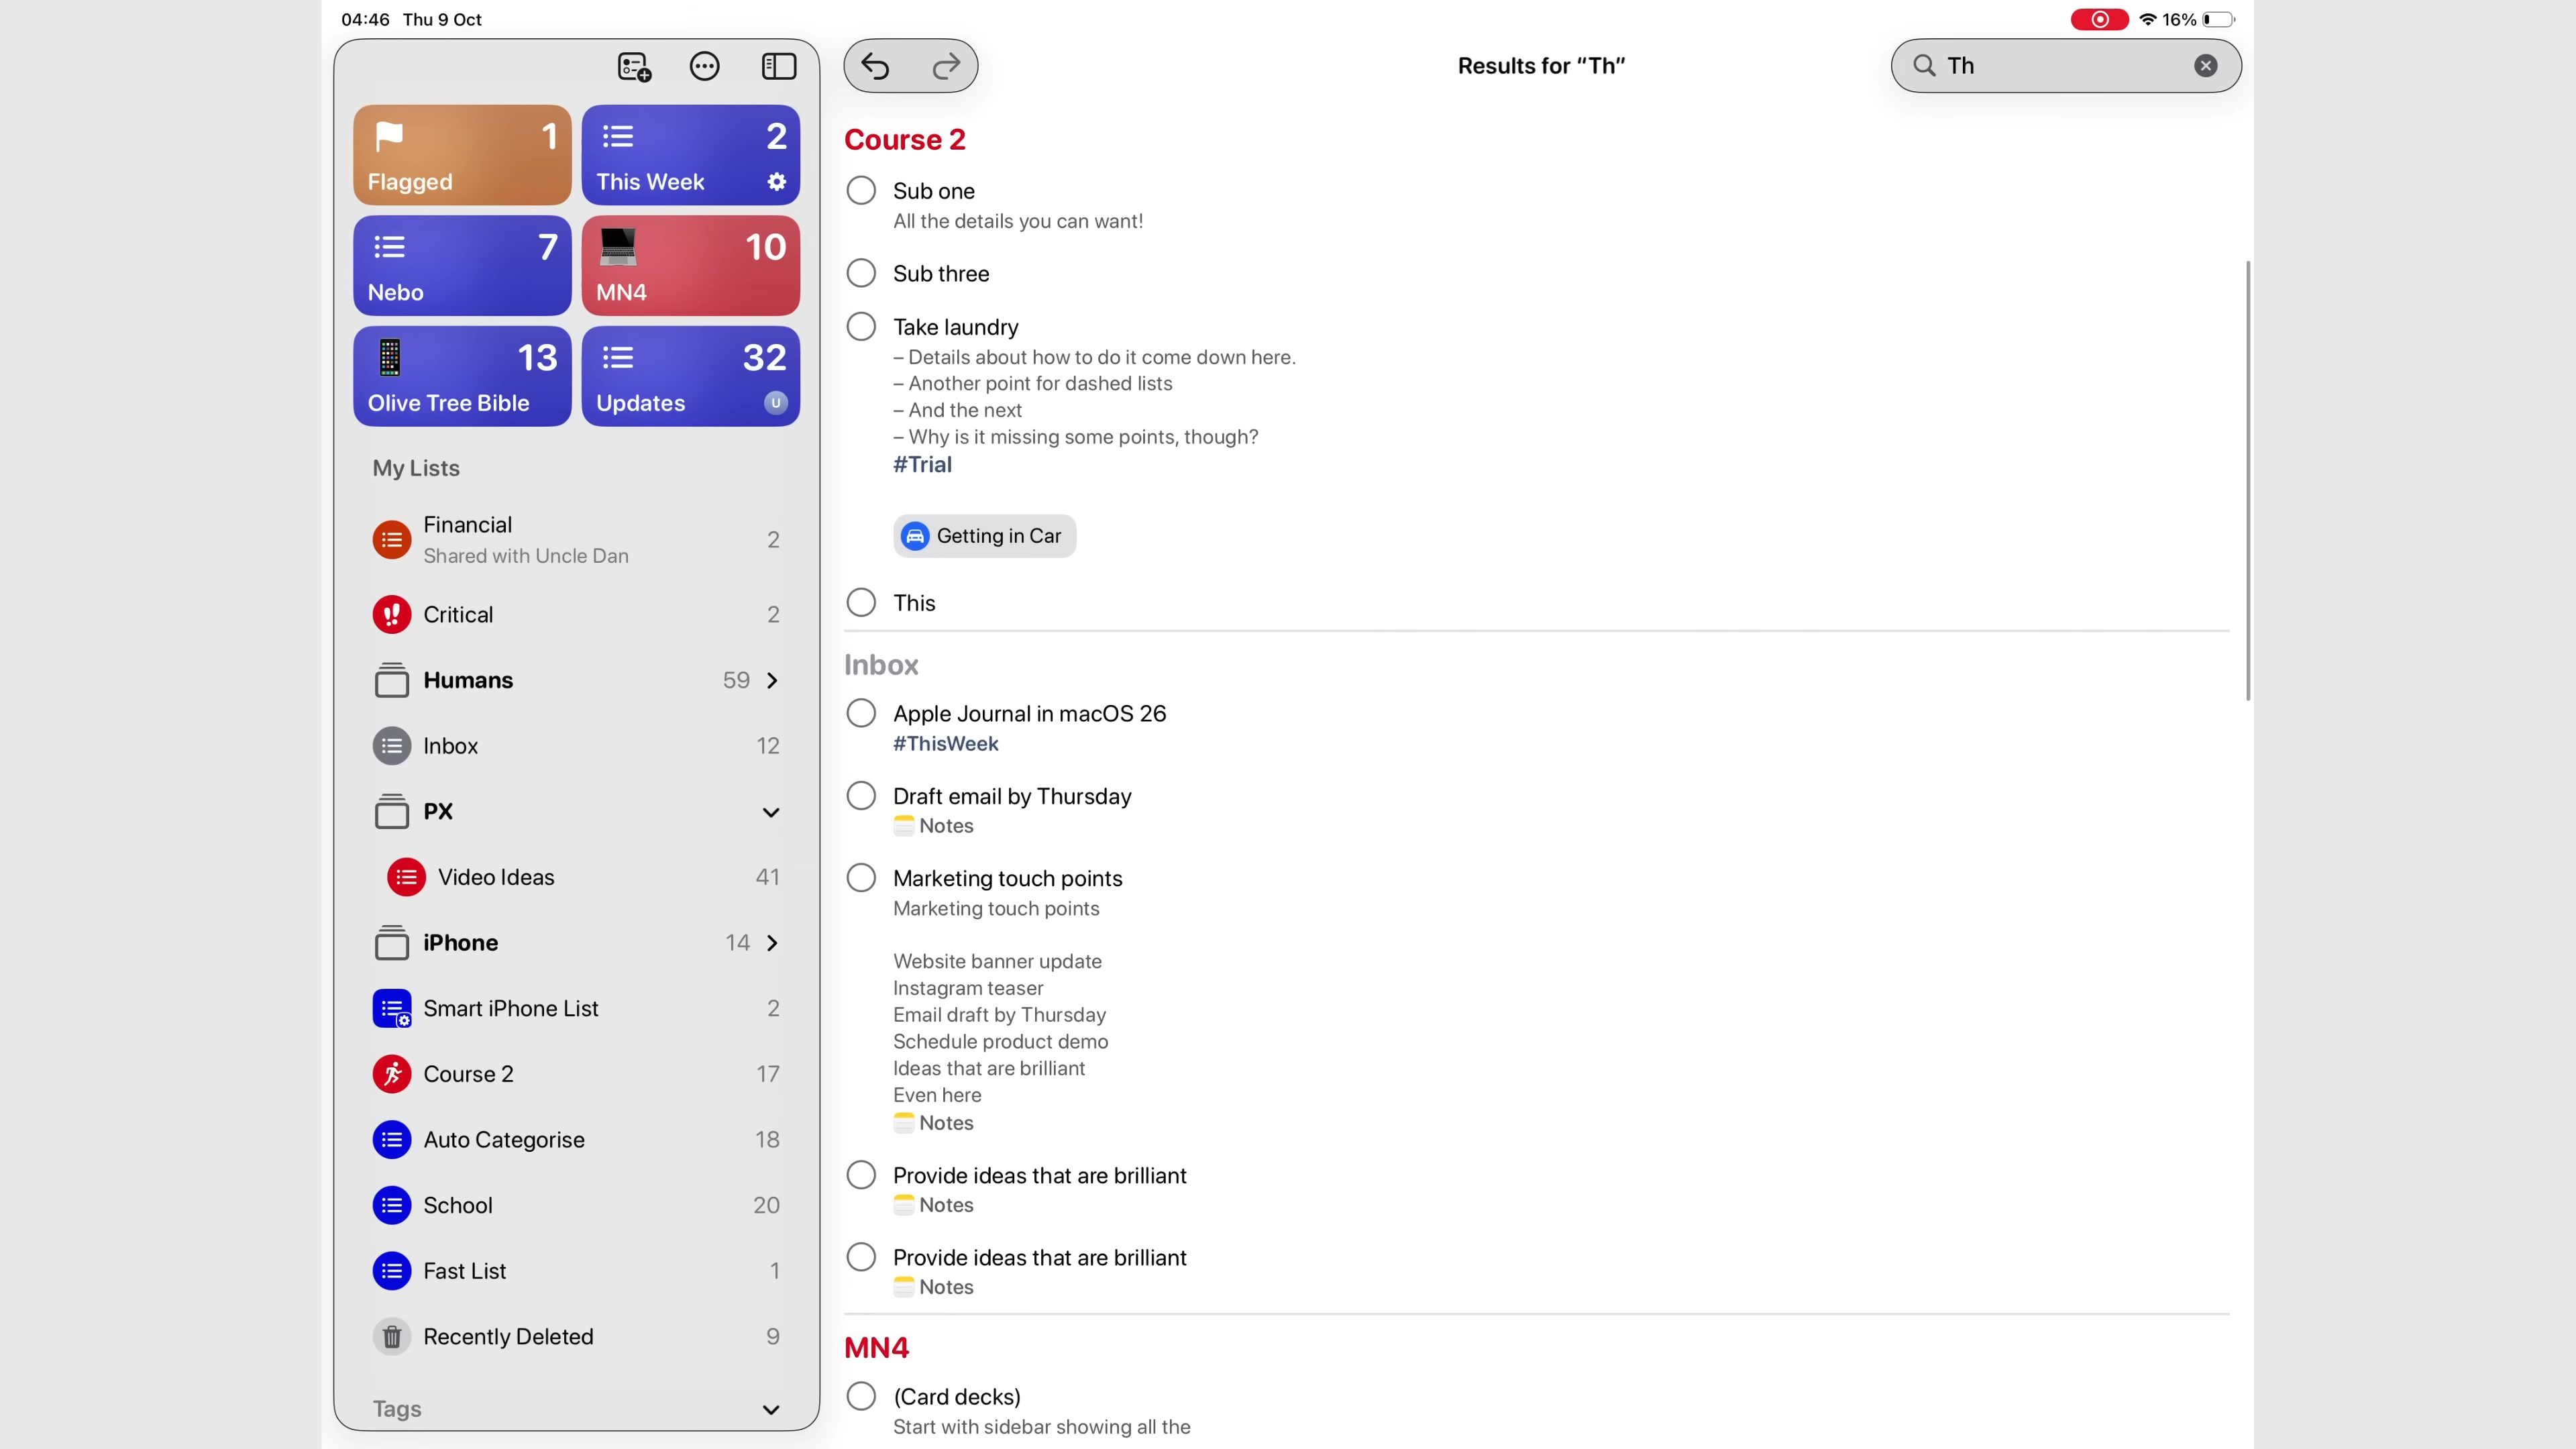 04:46 Thu 9 Oct
16%
1
Flagged
2
This Week
7
Nebo
10
MN4
13
Olive Tree Bible
32
Updates
U
My Lists
Financial
Shared with Uncle Dan
2
Critical
2
Humans
59
Inbox
12
PX
Video Ideas
41
iPhone
14
Smart iPhone List
2
Course 2
17
Auto Categorise
18
School
20
Fast List
1
Recently Deleted
9
Tags
Results for “Th”
Th
Course 2
Sub one
All the details you can want!
Sub three
Take laundry
– Details about how to do it come down here.
– Another point for dashed lists
– And the next
– Why is it missing some points, though?
#Trial
Getting in Car
This
Inbox
Apple Journal in macOS 26
#ThisWeek
Draft email by Thursday
Notes
Marketing touch points
Marketing touch points
Website banner update
Instagram teaser
Email draft by Thursday
Schedule product demo
Ideas that are brilliant
Even here
Notes
Provide ideas that are brilliant
Notes
Provide ideas that are brilliant
Notes
MN4
(Card decks)
Start with sidebar showing all the